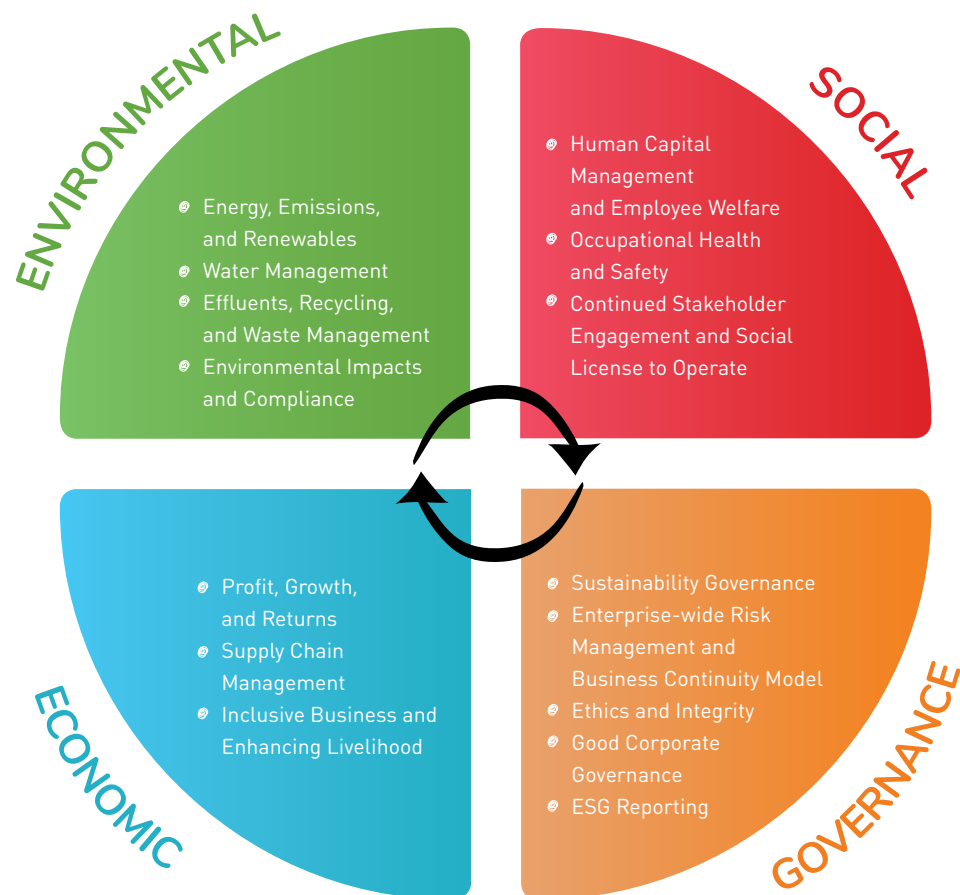 ENVIRONMENTAL
Energy, Emissions,
and Renewables
Water Management
Effluents, Recycling,
and Waste Management
Environmental Impacts
and Compliance
SOCIAL
Human Capital
Management
and Employee Welfare
Occupational Health
and Safety
Continued Stakeholder
Engagement and Social
License to Operate
ECONOMIC
Profit, Growth,
and Returns
Supply Chain
Management
Inclusive Business and
Enhancing Livelihood
GOVERNANCE
Sustainability Governance
Enterprise-wide Risk
Management and
Business Continuity Model
Ethics and Integrity
Good Corporate
Governance
ESG Reporting